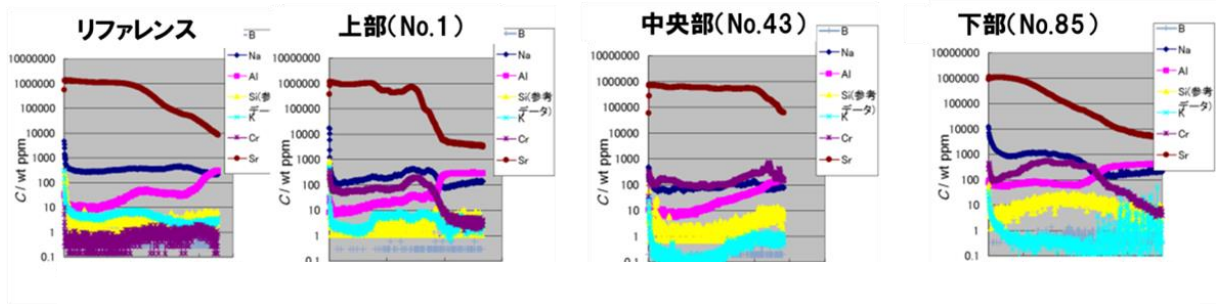 リファレンス
10000000
1000000
100000
10000
1000
100
10
1
0.1
C / wt ppm
B
Na
Al
Si(参考
データ)
K
Cr
Sr
上部(No.1)
10000000
1000000
100000
10000
1000
100
10
1
0.1
C / wt ppm
B
Na
Al
Si(参考
データ)
K
Cr
Sr
中央部(No.43)
10000000
1000000
100000
10000
1000
100
10
1
0.1
C / wt ppm
B
Na
Al
Si(参考
データ)
K
Cr
Sr
下部(No.85)
10000000
1000000
100000
10000
1000
100
10
1
0.1
C / wt ppm
B
Na
Al
Si(参考
データ)
K
Cr
Sr